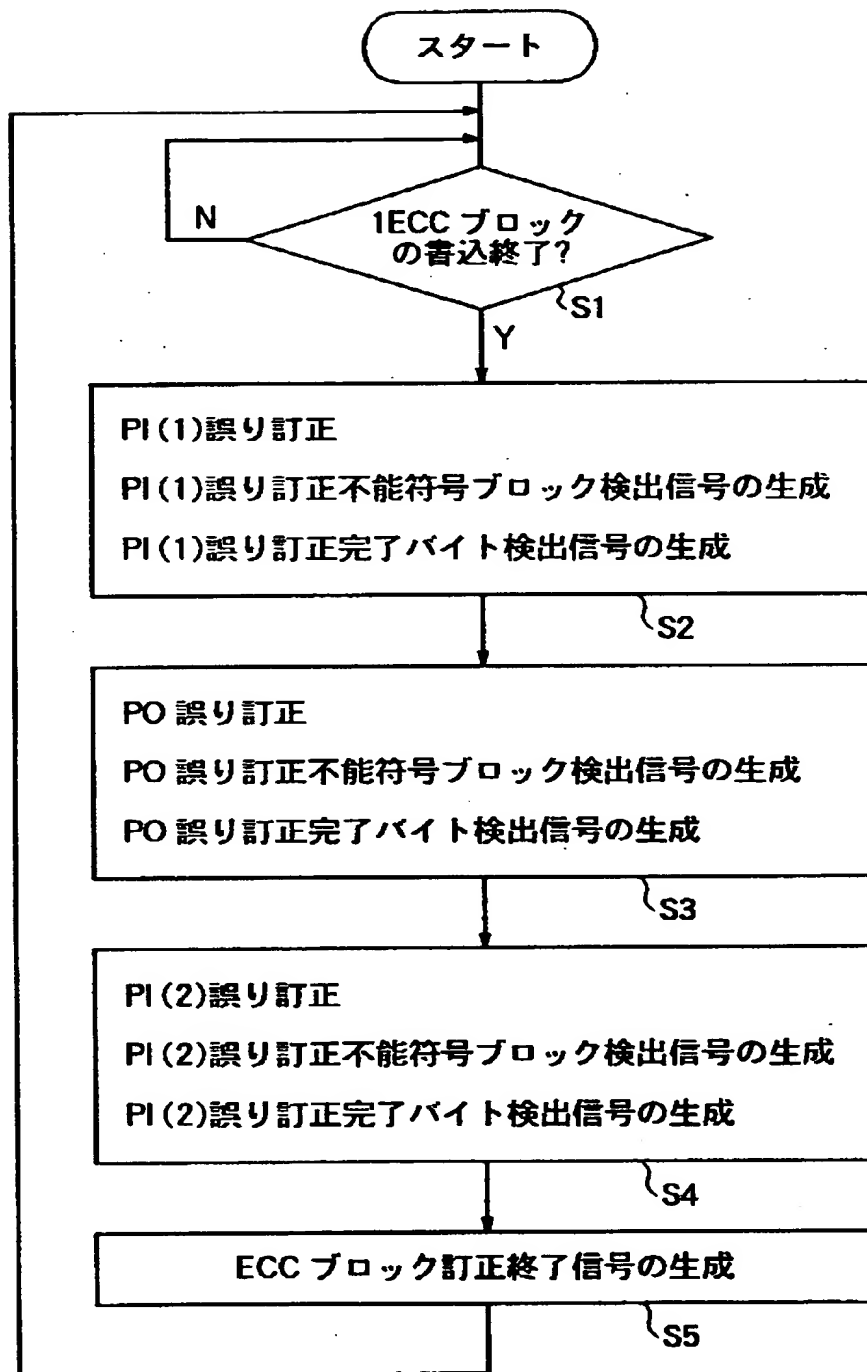 スタート
1ECC ブロック
の書込終了?
N
S1
Y
PI(1)誤り訂正
PI(1)誤り訂正不能符号ブロック検出信号の生成
PI(1)誤り訂正完了バイト検出信号の生成
S2
PO 誤り訂正
PO 誤り訂正不能符号ブロック検出信号の生成
PO 誤り訂正完了バイト検出信号の生成
S3
PI(2)誤り訂正
PI(2)誤り訂正不能符号ブロック検出信号の生成
PI(2)誤り訂正完了バイト検出信号の生成
S4
ECC ブロック訂正終了信号の生成
S5